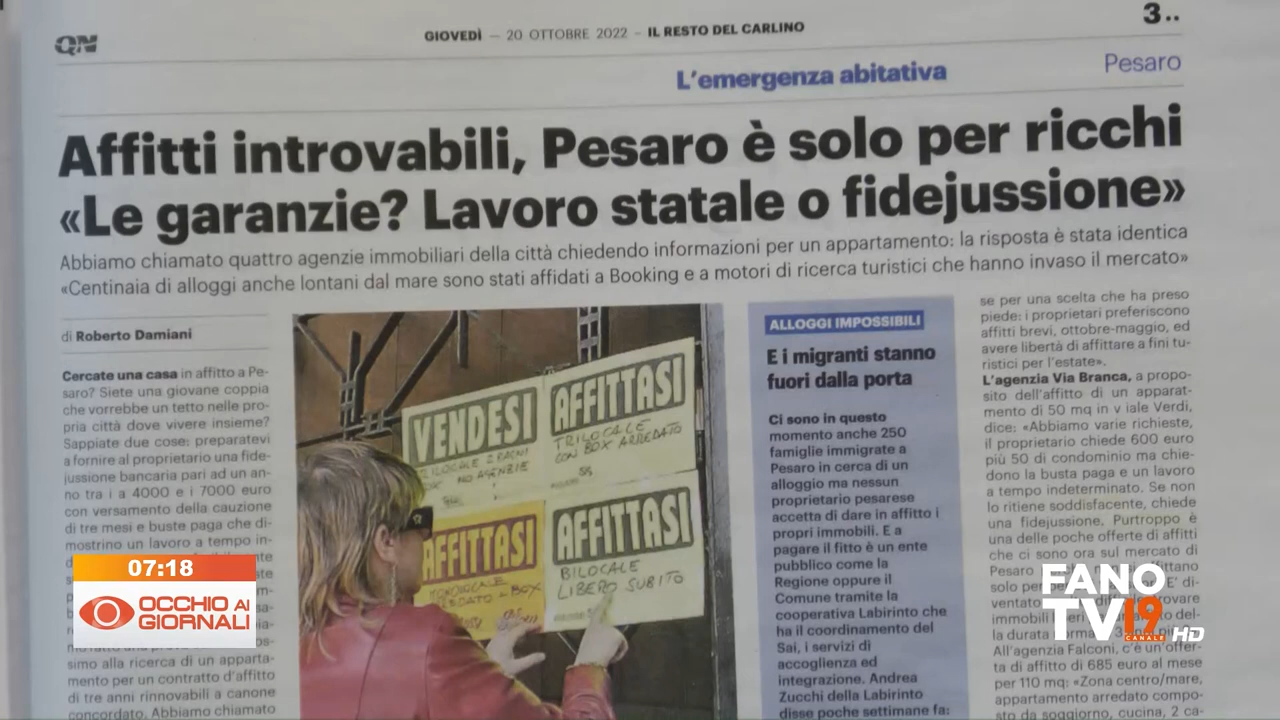 QN
GIOVEDÌ — 20 OTTOBRE 2022 – IL RESTO DEL CARLINO
3..
L'emergenza abitativa
Pesaro
Affitti introvabili, Pesaro è solo per ricchi
«Le garanzie? Lavoro statale o fidejussione»
Abbiamo chiamato quattro agenzie immobiliari della città chiedendo informazioni per un appartamento: la risposta è stata identica
«Centinaia di alloggi anche lontani dal mare sono stati affidati a Booking e a motori di ricerca turistici che hanno invaso il mercato»
di Roberto Damiani
Cercate una casa in affitto a Pe-
saro? Siete una giovane coppia
che vorrebbe un tetto nelle pro-
pria città dove vivere insieme?
Sappiate due cose: preparatevi
a fornire al proprietario una fide-
jussione bancaria pari ad un an-
no tra i a 4000 e i 7000 euro
con versamento della cauzione
di tre mesi e buste paga che di-
mostrino un lavoro a tempo in-
simo alla ricerca di un apparta-
mento per un contratto d'affitto
di tre anni rinnovabili a canone
concordato. Abbiamo chiamato
VENDESI
NO AGENZIE
AFFITTASI
TRILOCALE
CON BOX ARREDATO
AFFITTASI
BOX
AFFITTASI
BILOCALE
LIBERO SUBITO
ALLOGGI IMPOSSIBILI
E i migranti stanno
fuori dalla porta
Ci sono in questo
momento anche 250
famiglie immigrate a
Pesaro in cerca di un
alloggio ma nessun
proprietario pesarese
accetta di dare in affitto i
propri immobili. E a
pagare il fitto è un ente
pubblico come la
Regione oppure il
Comune tramite la
cooperativa Labirinto che
ha il coordinamento del
Sai, i servizi di
accoglienza ed
integrazione. Andrea
Zucchi della Labirinto
disse poche settimane fa:
se per una scelta che ha preso
piede: i proprietari preferiscono
affitti brevi, ottobre-maggio, ed
avere libertà di affittare a fini tu-
ristici per l'estate».
L'agenzia Via Branca, a propo-
sito dell'affitto di un apparat-
mento di 50 mq in v iale Verdi,
dice: «Abbiamo varie richieste,
il proprietario chiede 600 euro
più 50 di condominio ma chie-
dono la busta paga e un lavoro
a tempo indeterminato. Se non
lo ritiene soddisfacente, chiede
una fidejussione. Purtroppo è
una delle poche offerte di affitti
che ci sono ora sul mercato di
Pesaro
solo per
ventato
immobili
la durata
All'agenzia Falconi, c'è un'offer-
ta di affitto di 685 euro al mese
per 110 mq: «Zona centro/mare,
appartamento arredato compo-
sto da soggiorno, cucina, 2 ca-
07:18
OCCHIO AI
GIORNALI
FANO
TV 19
CANALE
HD